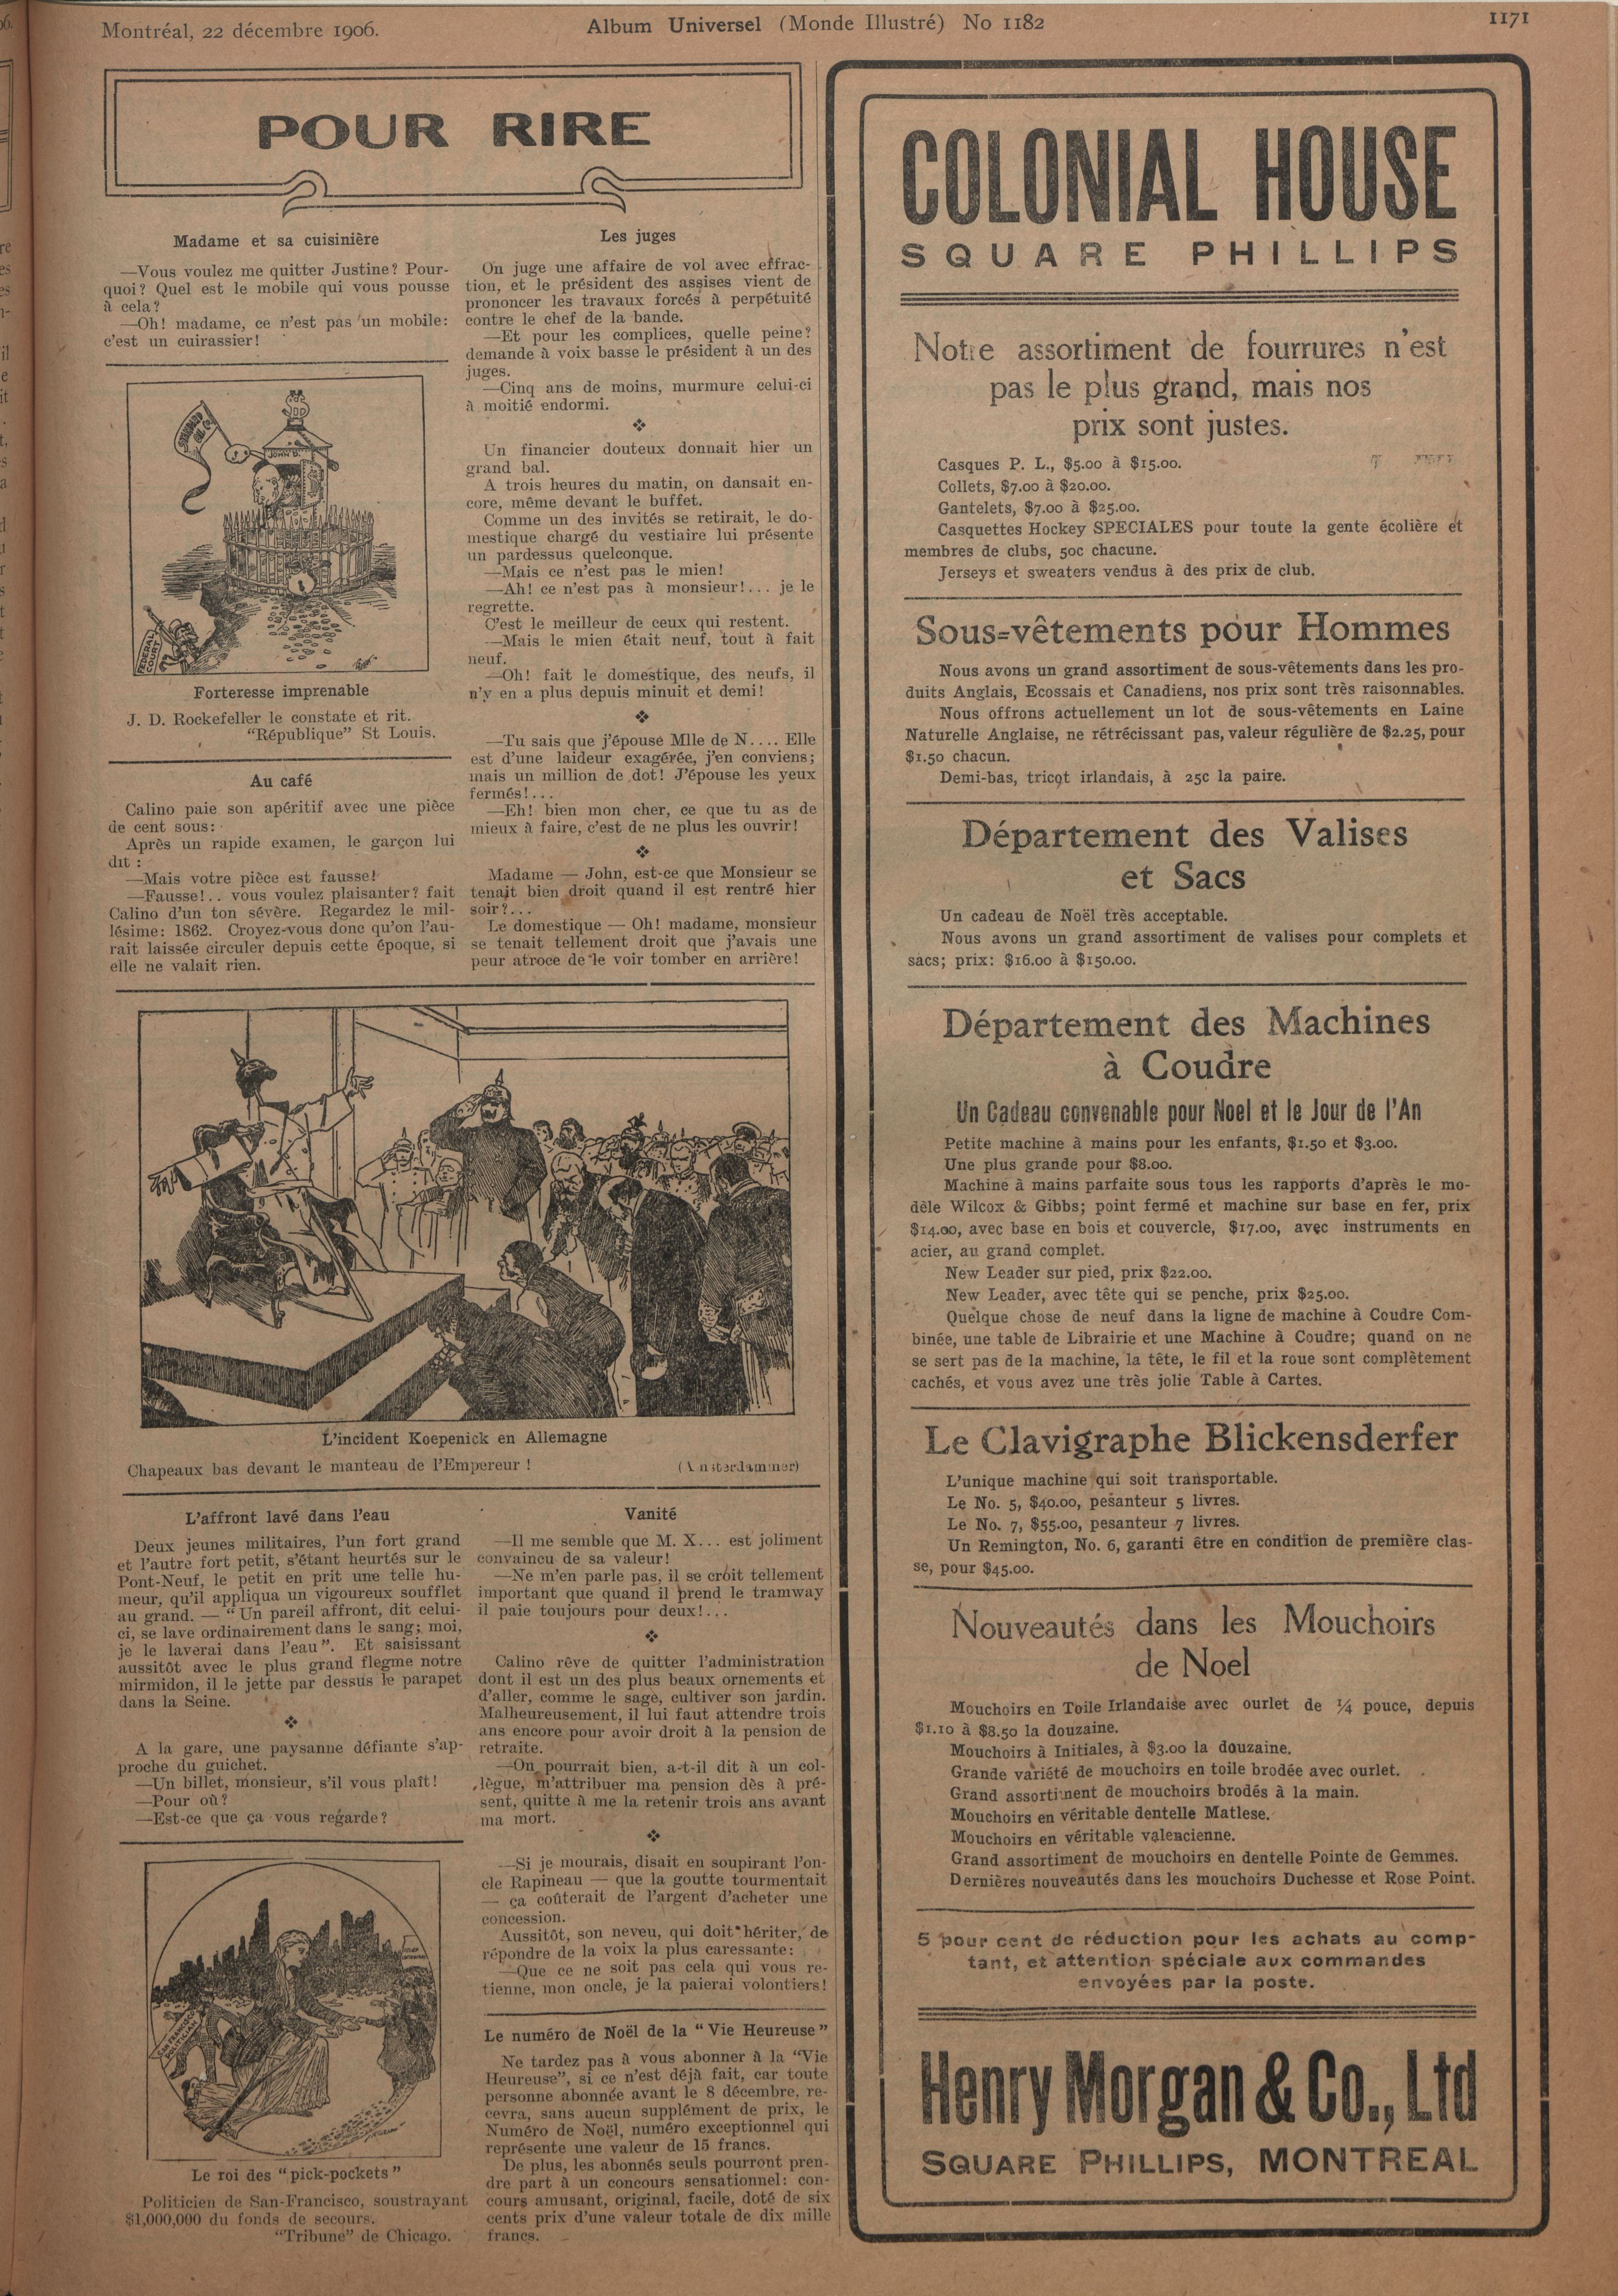 Montréal, 22 décembre 1906.
Album Universel (Monde Illustré) No 1182
1171
POUR RIRE
Madame et sa cuisinière
—Vous voulez me quitter Justine? Pour-
quoi? Quel est le mobile qui vous pousse
à cela?
—Oh! madame, ce n'est pas un mobile:
c'est un cuirassier!
STANDARD OIL CO.
JOHN D.
FEDERAL COURT
Forteresse imprenable
J. D. Rockefeller le constate et rit.
"République" St Louis.
Au café
Calino paie son apéritif avec une pièce
de cent sous:
Après un rapide examen, le garçon lui
dit :
—Mais votre pièce est fausse!
—Fausse!.. vous voulez plaisanter? fait
Calino d'un ton sévère. Regardez le mil-
lésime: 1862. Croyez-vous donc qu'on l'au-
rait laissée circuler depuis cette époque, si
elle ne valait rien.
Les juges
On juge une affaire de vol avec effrac-
tion, et le président des assises vient de
prononcer les travaux forcés à perpétuité
contre le chef de la bande.
—Et pour les complices, quelle peine?
demande à voix basse le président à un des
juges.
—Cinq ans de moins, murmure celui-ci
à moitié endormi.
Un financier douteux donnait hier un
grand bal.
A trois heures du matin, on dansait en-
core, même devant le buffet.
Comme un des invités se retirait, le do-
mestique chargé du vestiaire lui présente
un pardessus quelconque.
—Mais ce n'est pas le mien!
—Ah! ce n'est pas à monsieur!... je le
regrette.
C'est le meilleur de ceux qui restent.
—Mais le mien était neuf, tout à fait
neuf.
—Oh! fait le domestique, des neufs, il
n'y en a plus depuis minuit et demi!
—Tu sais que j'épouse Mlle de N.... Elle
est d'une laideur exagérée, j'en conviens;
mais un million de dot! J'épouse les yeux
fermés!...
—Eh! bien mon cher, ce que tu as de
mieux à faire, c'est de ne plus les ouvrir!
Madame — John, est-ce que Monsieur se
tenait bien droit quand il est rentré hier
soir?...
Le domestique — Oh! madame, monsieur
se tenait tellement droit que j'avais une
peur atroce de le voir tomber en arrière!
L'incident Koepenick en Allemagne
Chapeaux bas devant le manteau de l'Empereur !
(Amsterdammer)
L'affront lavé dans l'eau
Deux jeunes militaires, l'un fort grand
et l'autre fort petit, s'étant heurtés sur le
Pont-Neuf, le petit en prit une telle hu-
meur, qu'il appliqua un vigoureux soufflet
au grand. — "Un pareil affront, dit celui-
ci, se lave ordinairement dans le sang; moi,
je le laverai dans l'eau". Et saisissant
aussitôt avec le plus grand flegme notre
mirmidon, il le jette par dessus le parapet
dans la Seine.
A la gare, une paysanne défiante s'ap-
proche du guichet.
—Un billet, monsieur, s'il vous plaît!
—Pour où?
—Est-ce que ça vous regarde?
SAN FRANCISCO POLITICIAN
Le roi des "pick-pockets"
Politicien de San-Francisco, soustrayant
$1,000,000 du fonds de secours.
"Tribune" de Chicago.
Vanité
—Il me semble que M. X... est joliment
convaincu de sa valeur!
—Ne m'en parle pas, il se croit tellement
important que quand il prend le tramway
il paie toujours pour deux!...
Calino rêve de quitter l'administration
dont il est un des plus beaux ornements et
d'aller, comme le sage, cultiver son jardin.
Malheureusement, il lui faut attendre trois
ans encore pour avoir droit à la pension de
retraite.
—On pourrait bien, a-t-il dit à un col-
lègue, m'attribuer ma pension dès à pré-
sent, quitte à me la retenir trois ans avant
ma mort.
—Si je mourais, disait en soupirant l'on-
cle Rapineau — que la goutte tourmentait
— ça coûterait de l'argent d'acheter une
concession.
Aussitôt, son neveu, qui doit hériter, de
répondre de la voix la plus caressante:
—Que ce ne soit pas cela qui vous re-
tienne, mon oncle, je la paierai volontiers!
Le numéro de Noël de la "Vie Heureuse"
Ne tardez pas à vous abonner à la "Vie
Heureuse", si ce n'est déjà fait, car toute
personne abonnée avant le 8 décembre, re-
cevra, sans aucun supplément de prix, le
Numéro de Noël, numéro exceptionnel qui
représente une valeur de 15 francs.
De plus, les abonnés seuls pourront pren-
dre part à un concours sensationnel: con-
cours amusant, original, facile, doté de six
cents prix d'une valeur totale de dix mille
francs.
COLONIAL HOUSE
SQUARE PHILLIPS
Notre assortiment de fourrures n'est
pas le plus grand, mais nos
prix sont justes.
Casques P. L., $5.00 à $15.00.
Collets, $7.00 à $20.00.
Gantelets, $7.00 à $25.00.
Casquettes Hockey SPECIALES pour toute la gente écolière et
membres de clubs, 50c chacune.
Jerseys et sweaters vendus à des prix de club.
Sous-vêtements pour Hommes
Nous avons un grand assortiment de sous-vêtements dans les pro-
duits Anglais, Ecossais et Canadiens, nos prix sont très raisonnables.
Nous offrons actuellement un lot de sous-vêtements en Laine
Naturelle Anglaise, ne rétrécissant pas, valeur régulière de $2.25, pour
$1.50 chacun.
Demi-bas, tricot irlandais, à 25c la paire.
Département des Valises
et Sacs
Un cadeau de Noël très acceptable.
Nous avons un grand assortiment de valises pour complets et
sacs; prix: $16.00 à $150.00.
Département des Machines
à Coudre
Un Cadeau convenable pour Noel et le Jour de l'An
Petite machine à mains pour les enfants, $1.50 et $3.00.
Une plus grande pour $8.00.
Machine à mains parfaite sous tous les rapports d'après le mo-
dèle Wilcox & Gibbs; point fermé et machine sur base en fer, prix
$14.00, avec base en bois et couvercle, $17.00, avec instruments en
acier, au grand complet.
New Leader sur pied, prix $22.00.
New Leader, avec tête qui se penche, prix $25.00.
Quelque chose de neuf dans la ligne de machine à Coudre Com-
binée, une table de Librairie et une Machine à Coudre; quand on ne
se sert pas de la machine, la tête, le fil et la roue sont complètement
cachés, et vous avez une très jolie Table à Cartes.
Le Clavigraphe Blickensderfer
L'unique machine qui soit transportable.
Le No. 5, $40.00, pesanteur 5 livres.
Le No. 7, $55.00, pesanteur 7 livres.
Un Remington, No. 6, garanti être en condition de première clas-
se, pour $45.00.
Nouveautés dans les Mouchoirs
de Noel
Mouchoirs en Toile Irlandaise avec ourlet de ¼ pouce, depuis
$1.10 à $8.50 la douzaine.
Mouchoirs à Initiales, à $3.00 la douzaine.
Grande variété de mouchoirs en toile brodée avec ourlet.
Grand assortiment de mouchoirs brodés à la main.
Mouchoirs en véritable dentelle Matlese.
Mouchoirs en véritable valencienne.
Grand assortiment de mouchoirs en dentelle Pointe de Gemmes.
Dernières nouveautés dans les mouchoirs Duchesse et Rose Point.
5 pour cent de réduction pour les achats au comp-
tant, et attention spéciale aux commandes
envoyées par la poste.
Henry Morgan & Co., Ltd
SQUARE PHILLIPS, MONTREAL